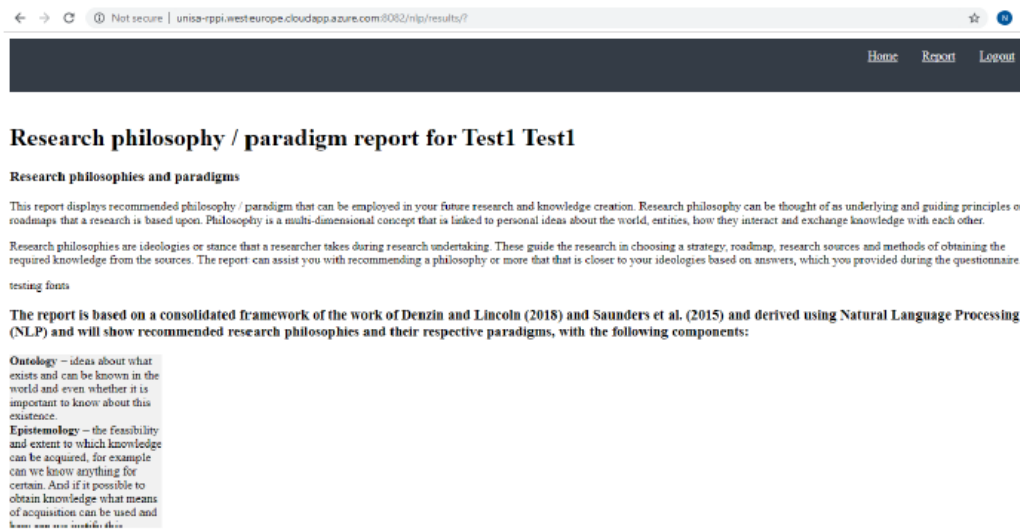 Not secure | unisa-rppi.westeurope.cloudapp.azure.com:8082/nlp/results/?
N
Home Report Logout
Research philosophy / paradigm report for Test1 Test1
Research philosophies and paradigms
This report displays recommended philosophy / paradigm that can be employed in your future research and knowledge creation. Research philosophy can be thought of as underlying and guiding principles
roadmaps that a research is based upon. Philosophy is a multi-dimensional concept that is linked to personal ideas about the world, entities, how they interact and exchange knowledge with each other.
Research philosophies are ideologies or stance that a researcher takes during research undertaking. These guide the research in choosing a strategy, roadmap, research sources and methods of obtaining the
required knowledge from the sources. The report can assist you with recommending a philosophy or more that that is closer to your ideologies based on answers, which you provided during the questionnaire
testing fonts
The report is based on a consolidated framework of the work of Denzin and Lincoln (2018) and Saunders et al. (2015) and derived using Natural Language Processing
(NLP) and will show recommended research philosophies and their respective paradigms, with the following components:
Ontology – ideas about what
exists and can be known in the
world and even whether it is
important to know about this
existence.
Epistemology – the feasibility
and extent to which knowledge
can be acquired, for example
can we know anything for
certain. And if it possible to
obtain knowledge what means
of acquisition can be used and